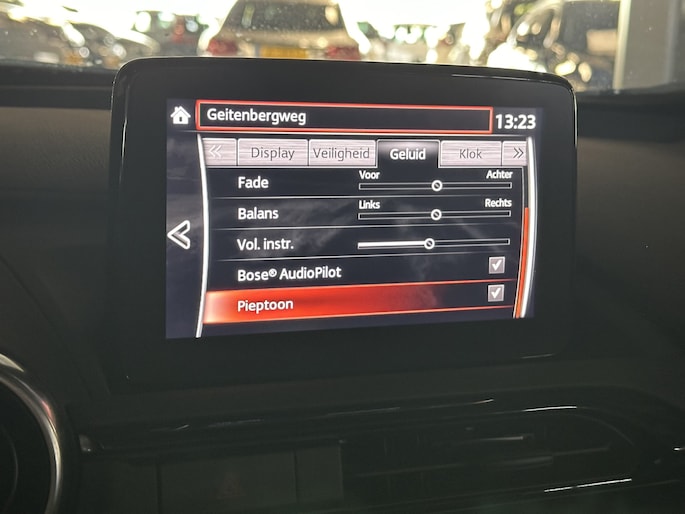 Geitenbergweg
13:23
Display Veiligheid Geluid Klok
Fade Voor Achter
Balans Links Rechts
Vol. instr.
Bose® AudioPilot
Pieptoon